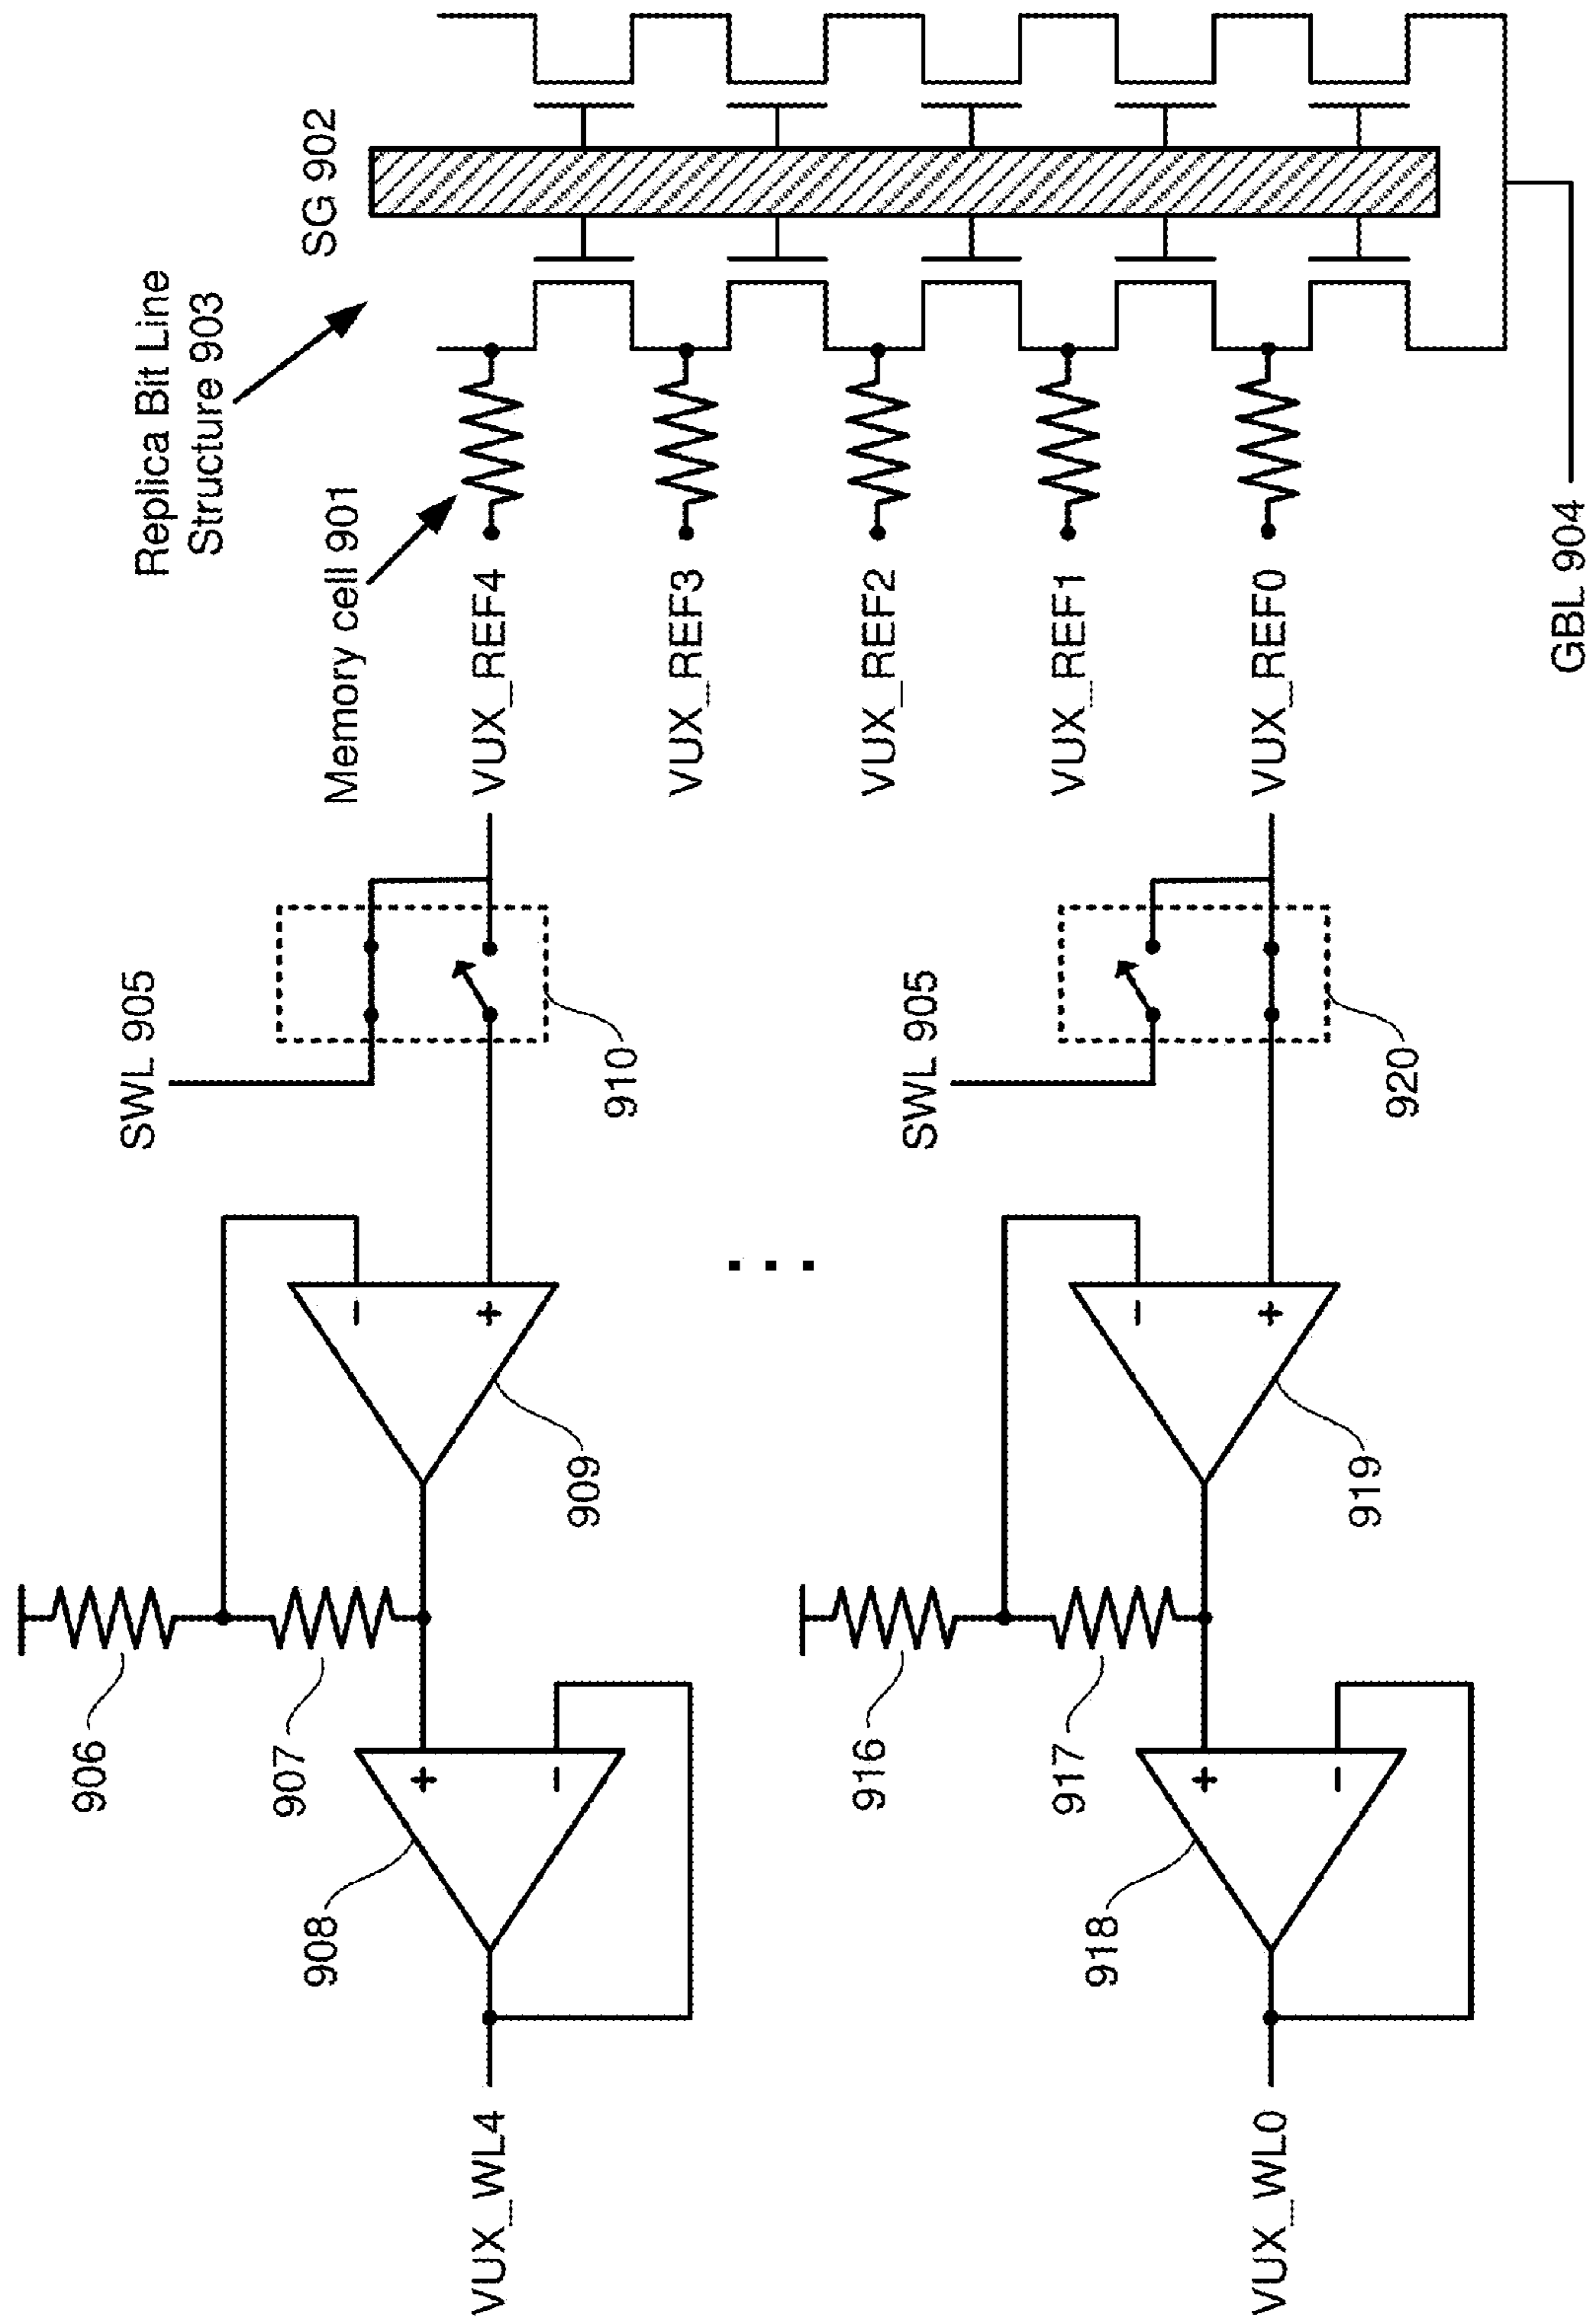 Replica Bit Line
Structure 903
SG 902
Memory cell 901
SWL 905
VUX_REF4
VUX_REF3
VUX_REF2
VUX_REF1
VUX_REF0
GBL 904
910
906
907
908
909
-
+
+
-
VUX_WL4
...
SWL 905
920
916
917
918
919
-
+
+
-
VUX_WL0